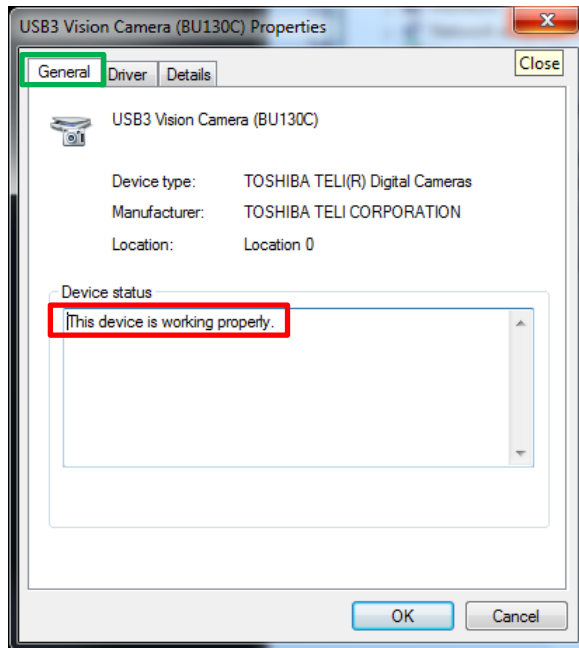 USB3 Vision Camera (BU130C) Properties
Close
General Driver Details
USB3 Vision Camera (BU130C)
Device type: TOSHIBA TELI(R) Digital Cameras
Manufacturer: TOSHIBA TELI CORPORATION
Location: Location 0
Device status
This device is working properly.
OK Cancel